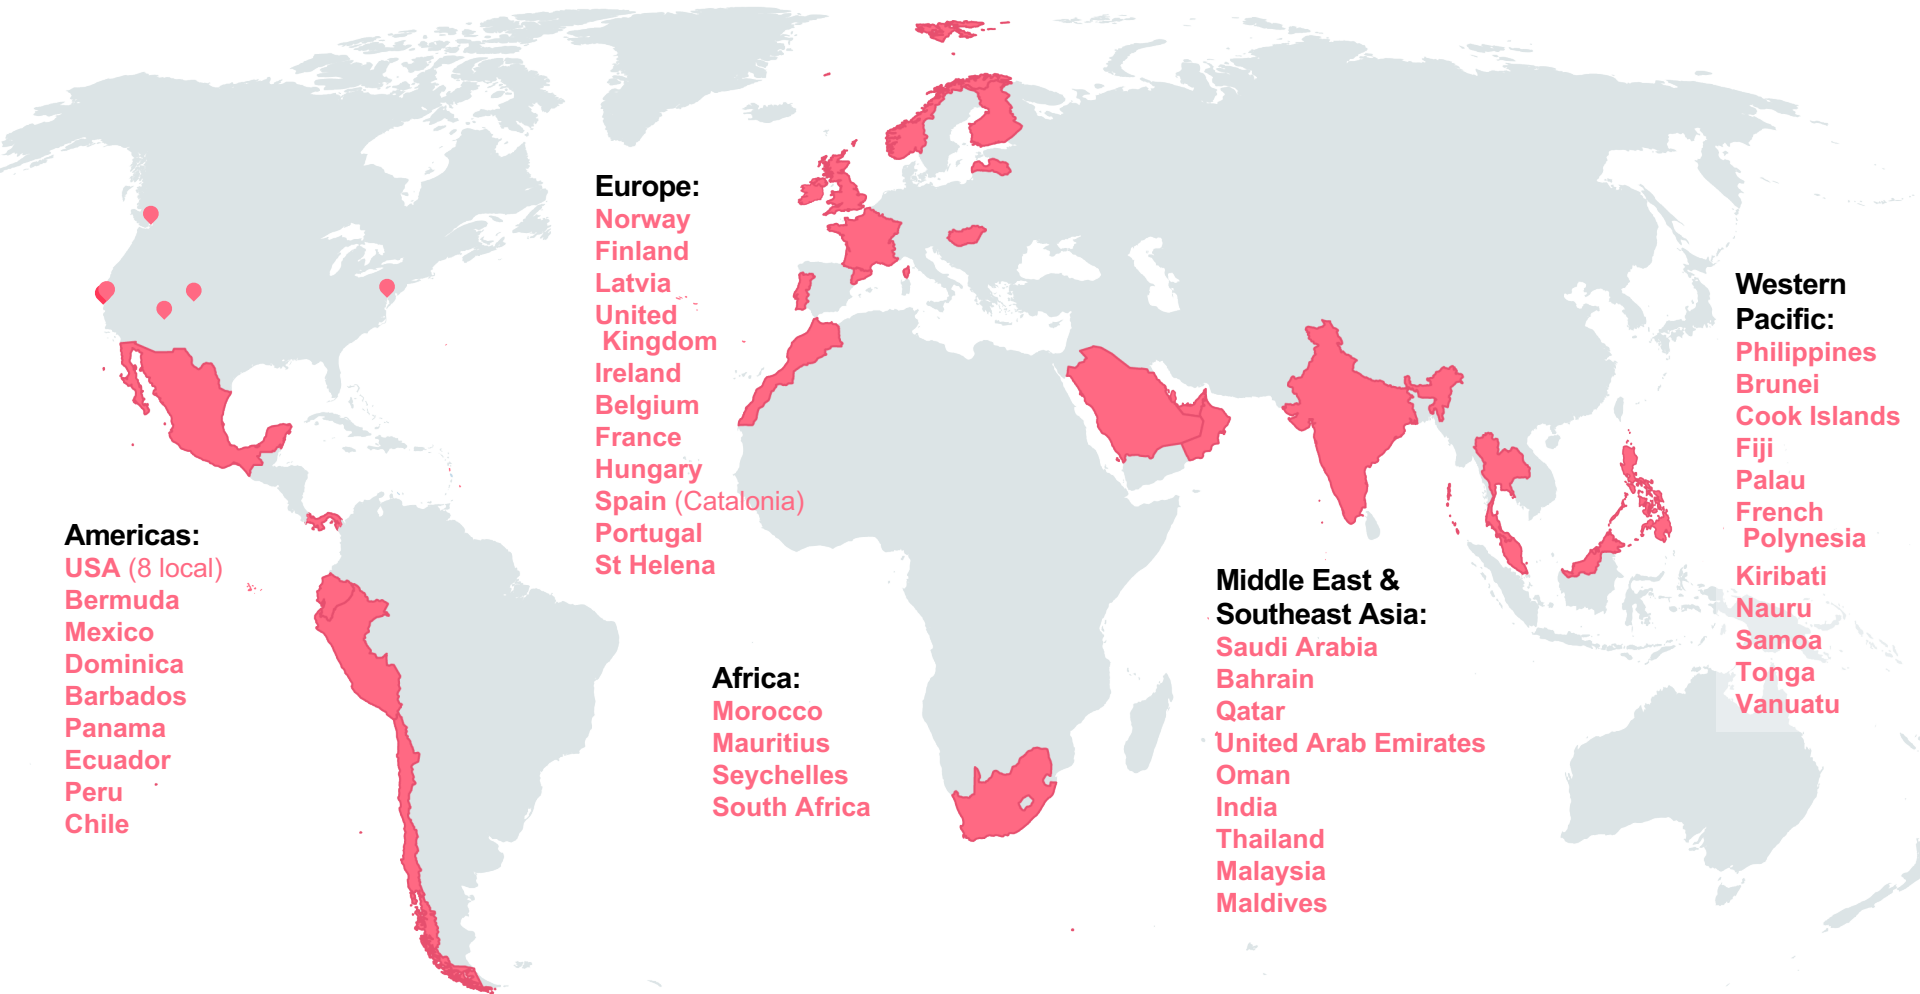 Europe:
Norway
Finland
Latvia
United
Kingdom
Ireland
Belgium
France
Hungary
Spain (Catalonia)
Portugal
St Helena
Americas:
USA (8 local)
Bermuda
Mexico
Dominica
Barbados
Panama
Ecuador
Peru
Chile
Africa:
Morocco
Mauritius
Seychelles
South Africa
Middle East &
Southeast Asia:
Saudi Arabia
Bahrain
Qatar
United Arab Emirates
Oman
India
Thailand
Malaysia
Maldives
Western
Pacific:
Philippines
Brunei
Cook Islands
Fiji
Palau
French
Polynesia
Kiribati
Nauru
Samoa
Tonga
Vanuatu